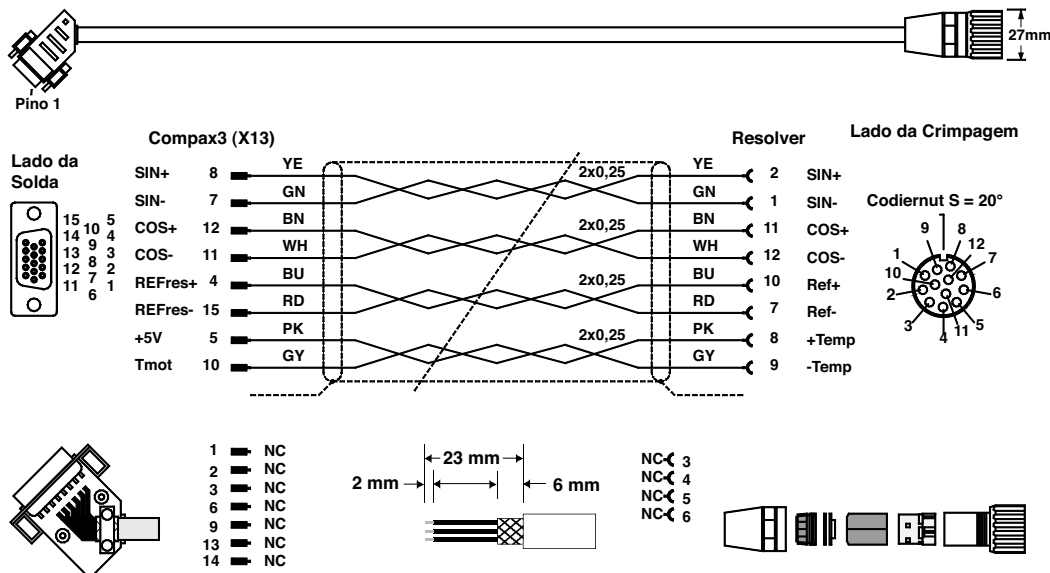 27mm
Pino 1
Compax3 (X13)
Resolver
Lado da Crimpagem
Lado da
Solda
15 5
10
14 4
9
13 3
8
12 2
7
11 1
6
SIN+ 8 YE 2x0,25 YE 2 SIN+
SIN- 7 GN GN 1 SIN-
COS+ 12 BN 2x0,25 BN 11 COS+
COS- 11 WH WH 12 COS-
REFres+ 4 BU 2x0,25 BU 10 Ref+
REFres- 15 RD RD 7 Ref-
+5V 5 PK 2x0,25 PK 8 +Temp
Tmot 10 GY GY 9 -Temp
Codiernut S = 20°
9 8
12
1 7
10
2 6
3 5
4 11
1 NC
2 NC
3 NC
6 NC
9 NC
13 NC
14 NC
23 mm
2 mm 6 mm
NC 3
NC 4
NC 5
NC 6